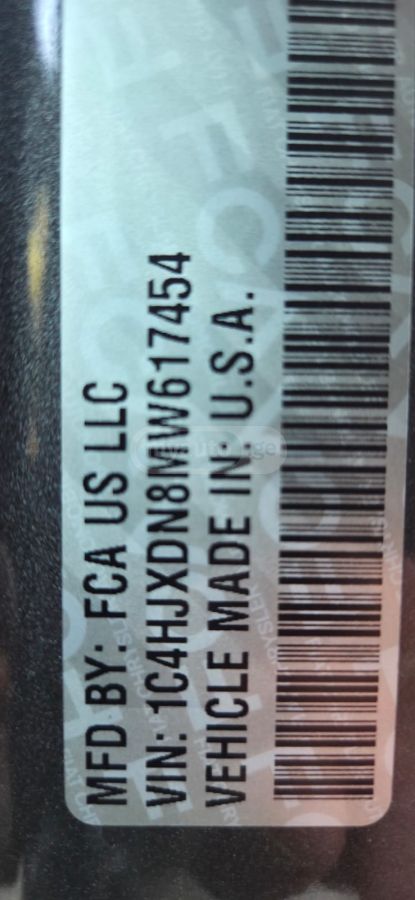 MFD BY: FCA US LLC
VIN: 1C4HJXDN8MW617454
VEHICLE MADE IN U.S.A.